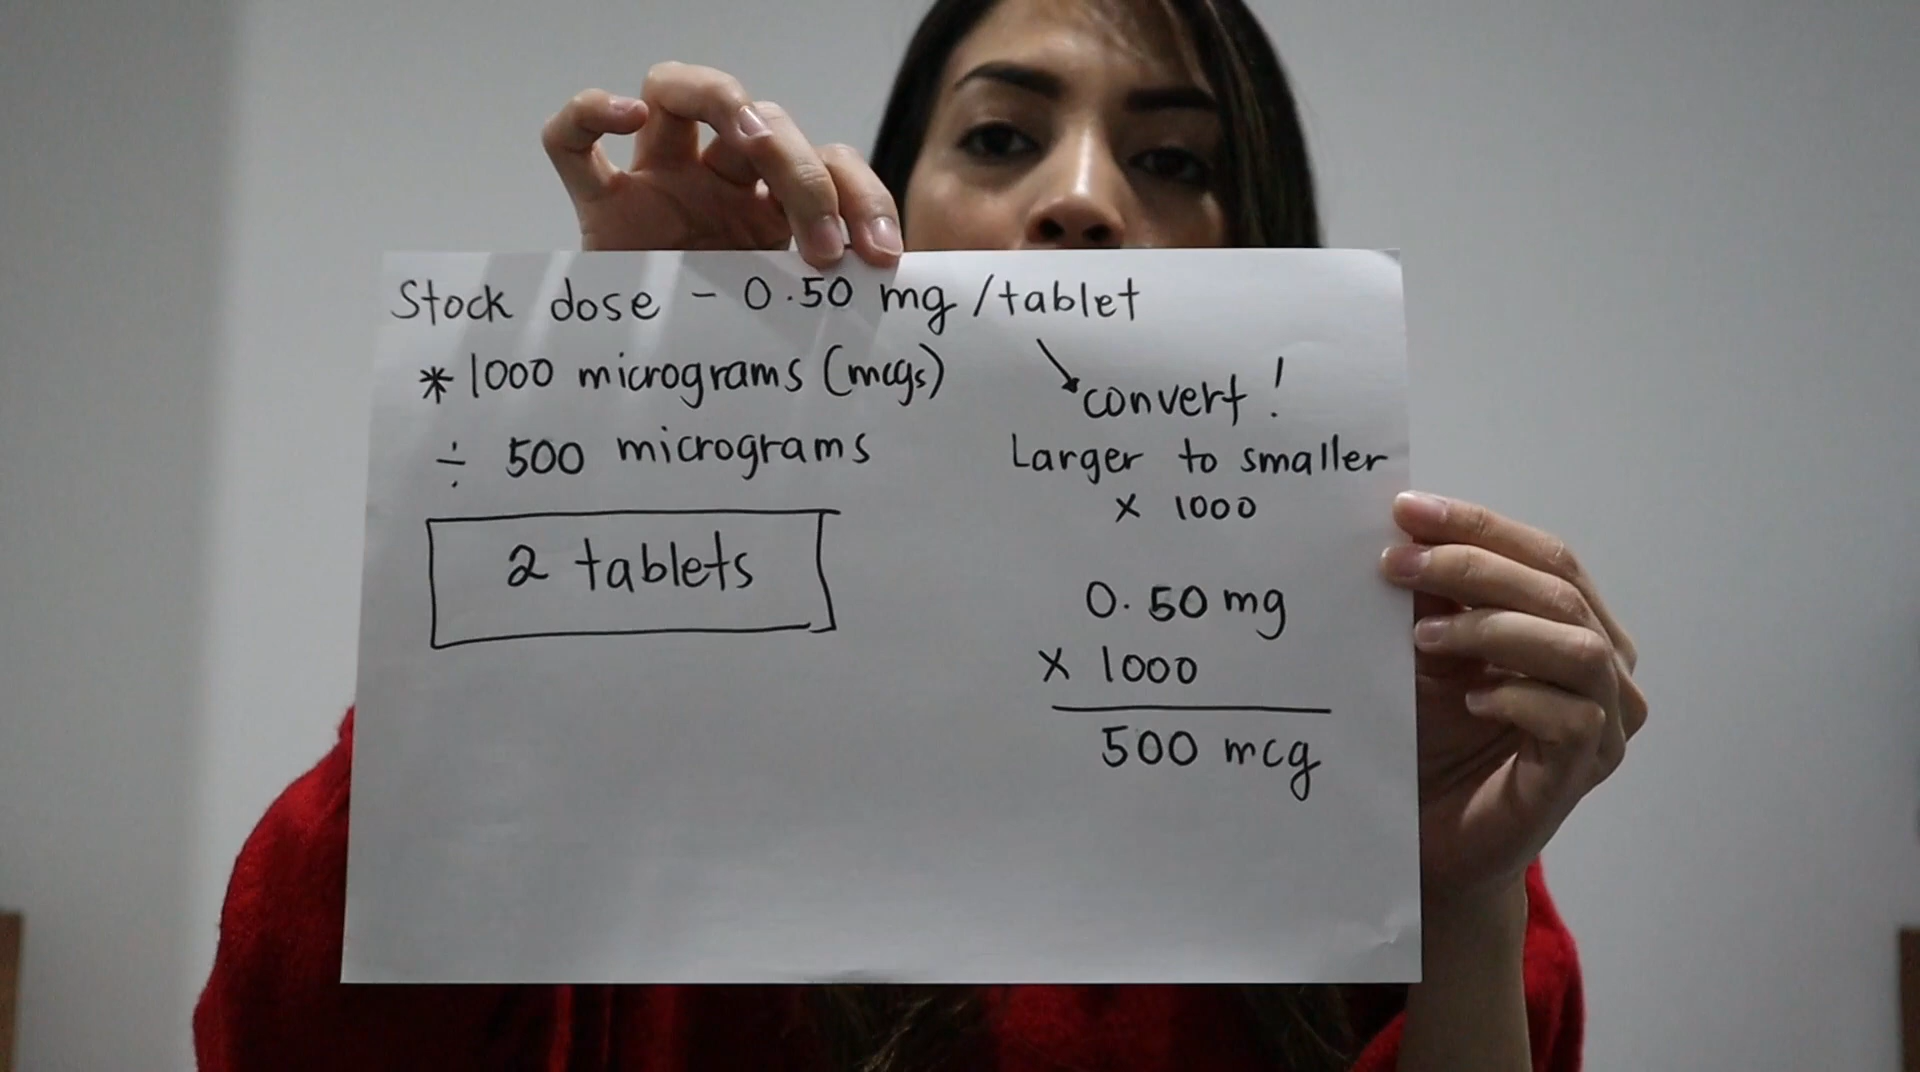 Stock dose - 0.50 mg /tablet
* 1000 micrograms (mcgs)
÷ 500 micrograms
2 tablets
convert!
Larger to smaller
x 1000
0.50 mg
x 1000
500 mcg